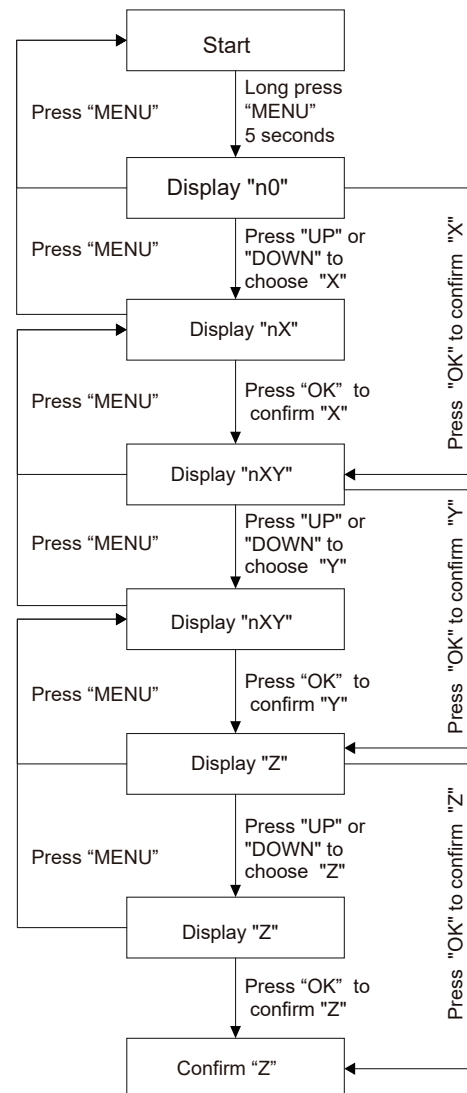 Start
Press “MENU”
Long press
“MENU”
5 seconds
Display "n0"
Press “MENU”
Press "UP" or
"DOWN" to
choose "X"
Press "OK" to confirm "X"
Display "nX"
Press “MENU”
Press “OK” to
confirm "X"
Display "nXY"
Press “MENU”
Press "UP" or
"DOWN" to
choose "Y"
Press "OK" to confirm "Y"
Display "nXY"
Press “MENU”
Press “OK” to
confirm "Y"
Display "Z"
Press “MENU”
Press "UP" or
"DOWN" to
choose "Z"
Press "OK" to confirm "Z"
Display "Z"
Press “OK” to
confirm "Z"
Confirm “Z”